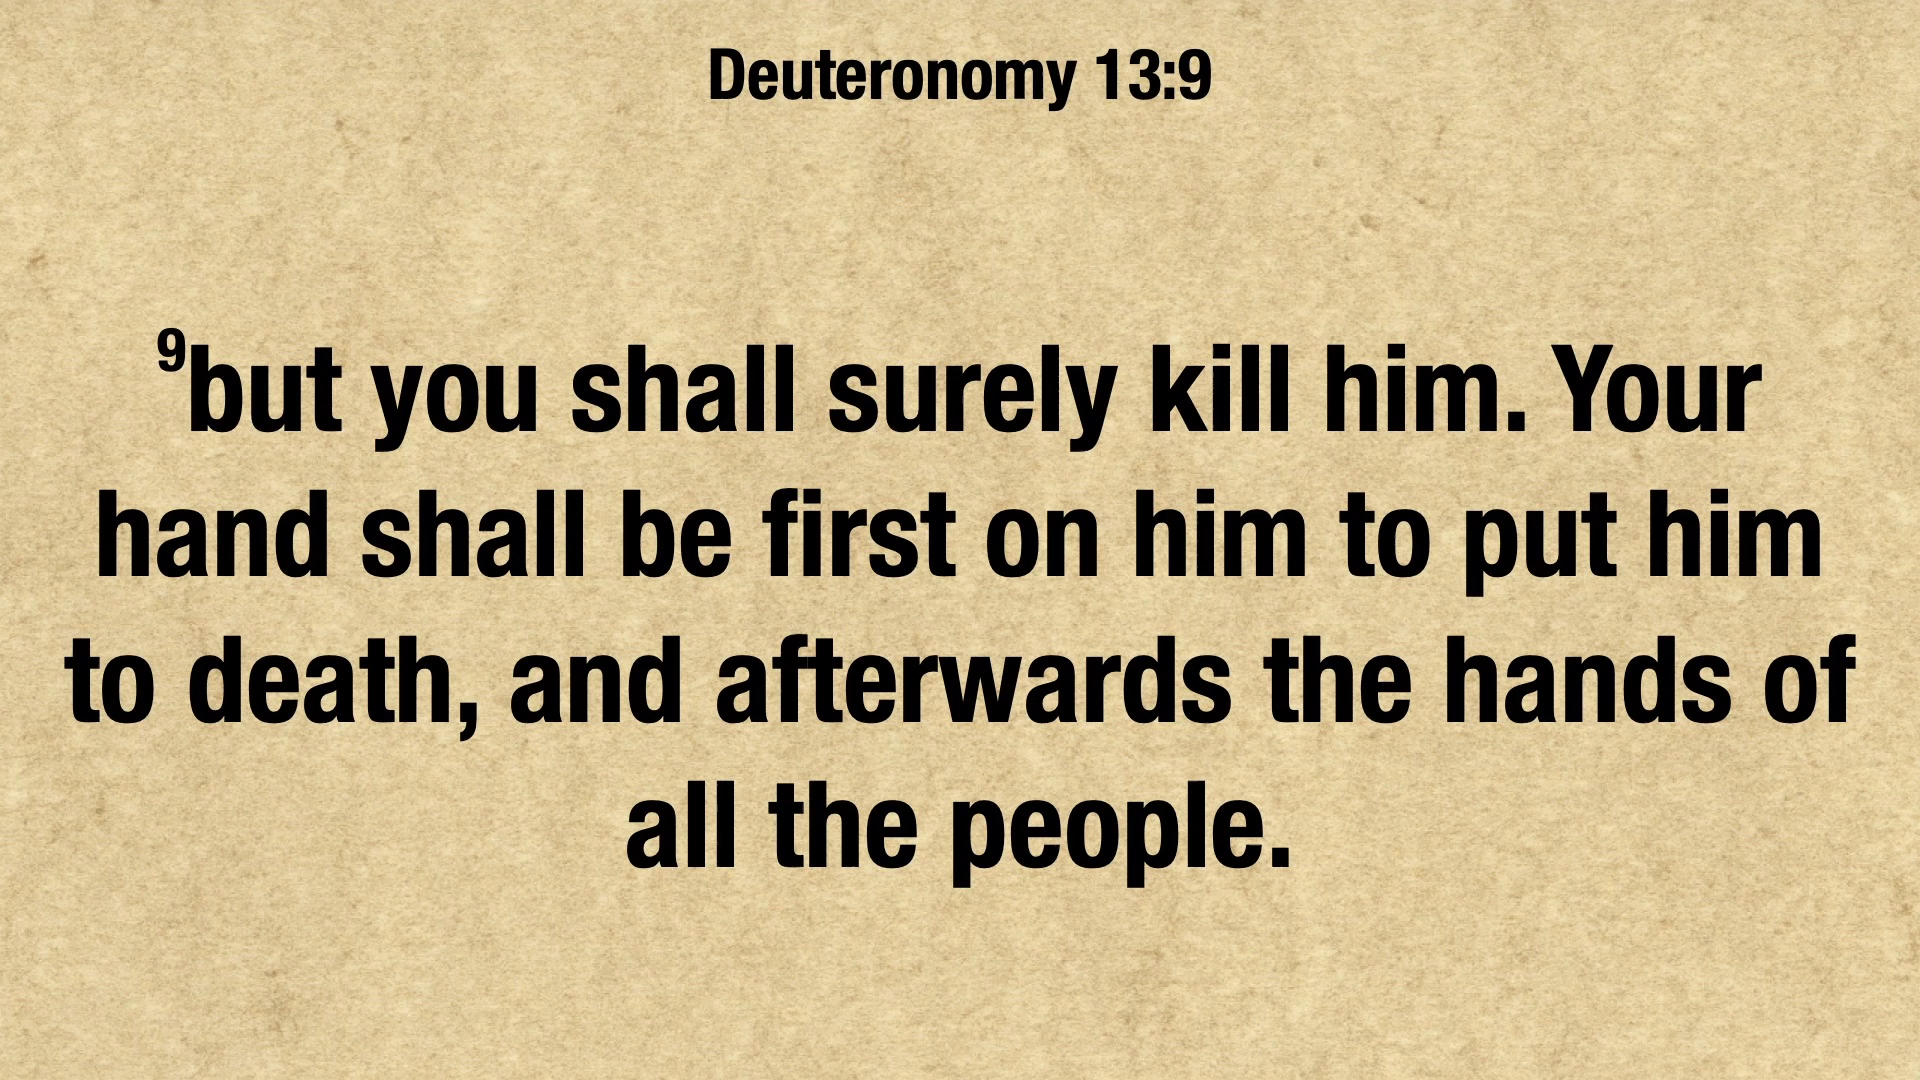 Deuteronomy 13:9
9but you shall surely kill him. Your
hand shall be first on him to put him
to death, and afterwards the hands of
all the people.